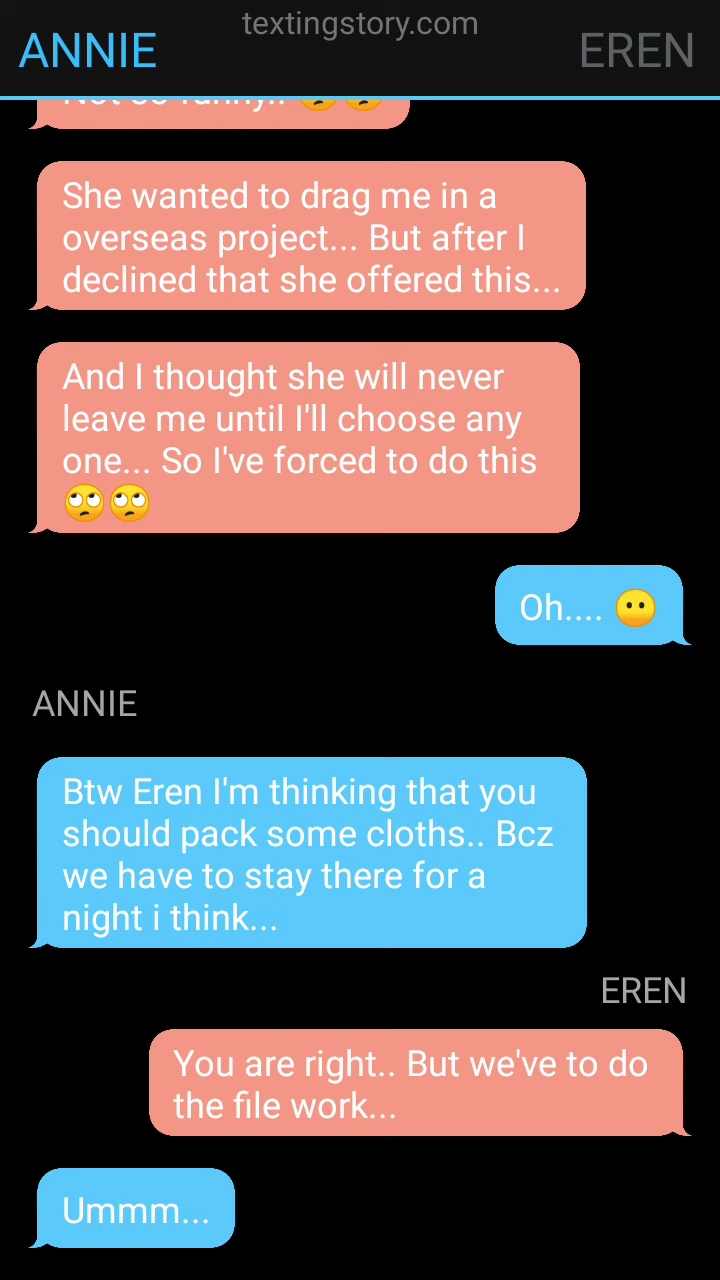 textingstory.com
ANNIE
EREN
Not so funny..
She wanted to drag me in a
overseas project... But after I
declined that she offered this...
And I thought she will never
leave me until I'll choose any
one... So I've forced to do this
🙄🙄
Oh.... 😶
ANNIE
Btw Eren I'm thinking that you
should pack some cloths.. Bcz
we have to stay there for a
night i think...
EREN
You are right.. But we've to do
the file work...
Ummm...